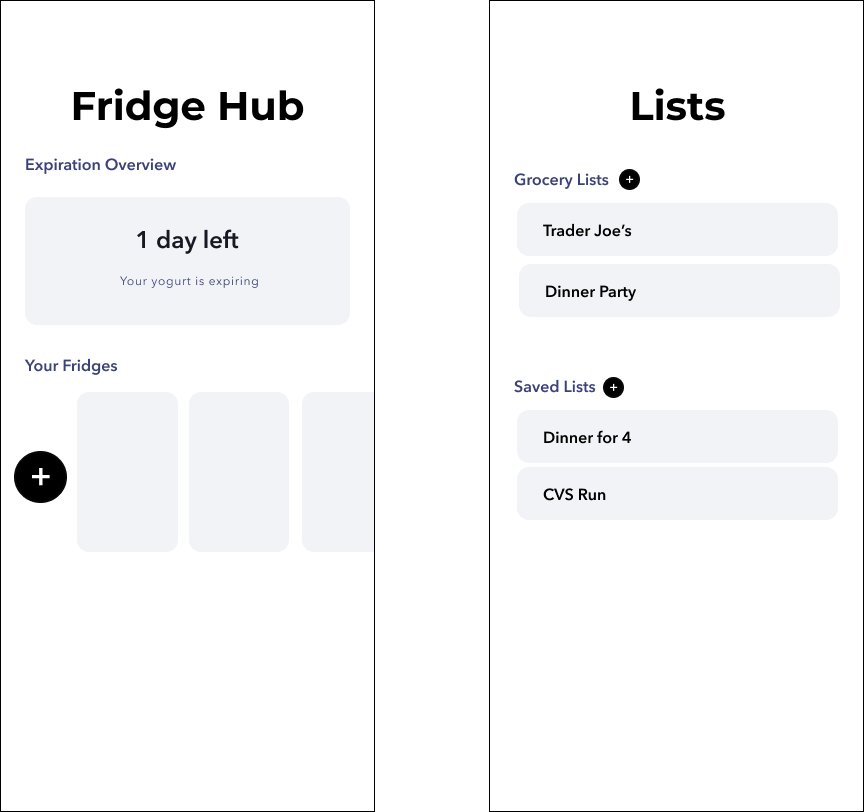 Fridge Hub
Expiration Overview
1 day left
Your yogurt is expiring
Your Fridges
+
Lists
Grocery Lists +
Trader Joe’s
Dinner Party
Saved Lists +
Dinner for 4
CVS Run